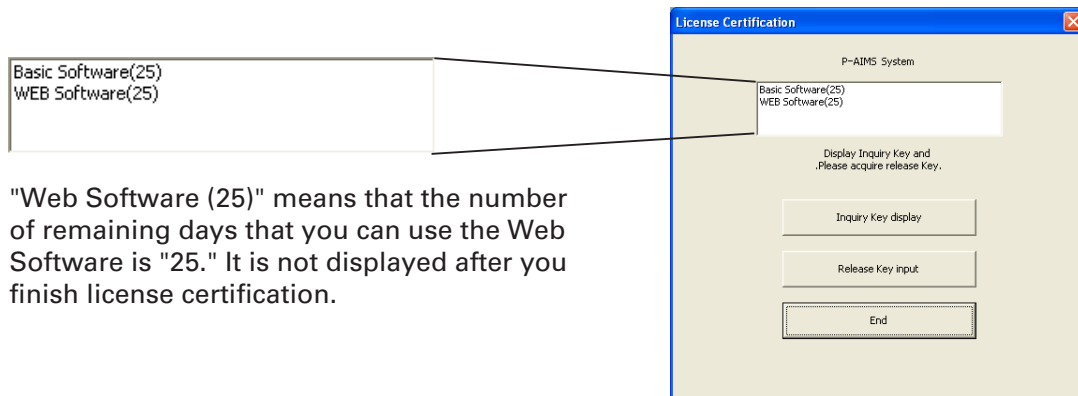 Basic Software(25)
WEB Software(25)
"Web Software (25)" means that the number
of remaining days that you can use the Web
Software is "25." It is not displayed after you
finish license certification.
License Certification
P-AIMS System
Basic Software(25)
WEB Software(25)
Display Inquiry Key and
.Please acquire release Key.
Inquiry Key display
Release Key input
End